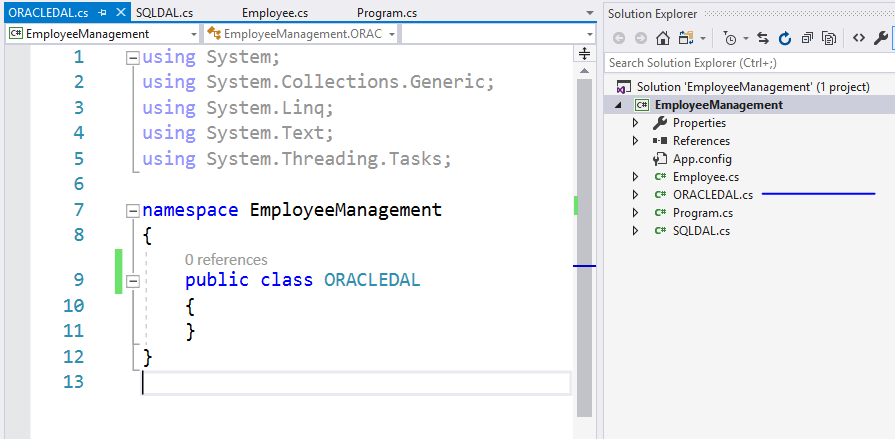 ORACLEDAL.cs SQLDAL.cs Employee.cs Program.cs
C# EmployeeManagement EmployeeManagement.ORAC
1 using System;
2 using System.Collections.Generic;
3 using System.Linq;
4 using System.Text;
5 using System.Threading.Tasks;
6
7 namespace EmployeeManagement
8 {
0 references
9 public class ORACLEDAL
10 {
11 }
12 }
13
Solution Explorer
Search Solution Explorer (Ctrl+;)
Solution 'EmployeeManagement' (1 project)
C# EmployeeManagement
Properties
References
App.config
C# Employee.cs
C# ORACLEDAL.cs
C# Program.cs
C# SQLDAL.cs